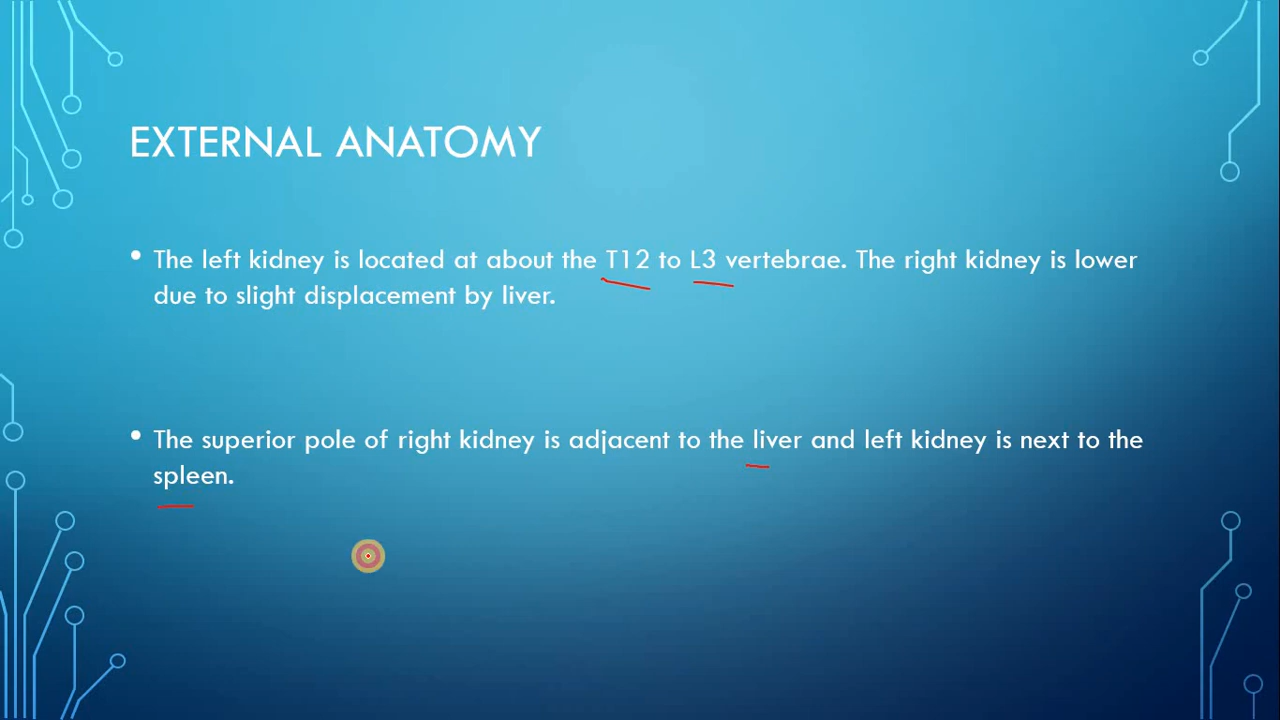 EXTERNAL ANATOMY
• The left kidney is located at about the T12 to L3 vertebrae. The right kidney is lower
due to slight displacement by liver.
• The superior pole of right kidney is adjacent to the liver and left kidney is next to the
spleen.